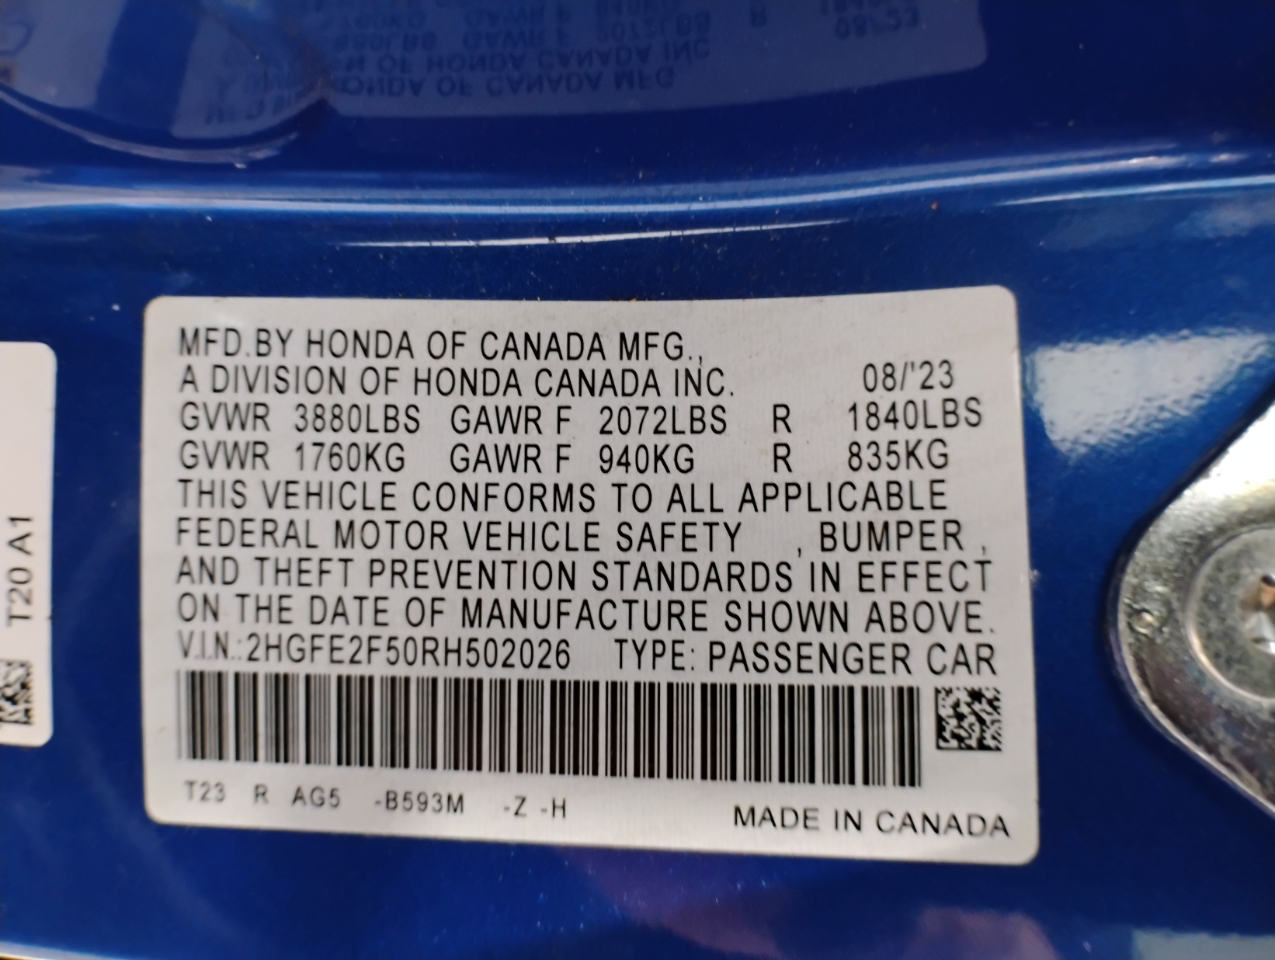 MFD.BY HONDA OF CANADA MFG.,
A DIVISION OF HONDA CANADA INC. 08/'23
GVWR 3880LBS GAWR F 2072LBS R 1840LBS
GVWR 1760KG GAWR F 940KG R 835KG
THIS VEHICLE CONFORMS TO ALL APPLICABLE
FEDERAL MOTOR VEHICLE SAFETY , BUMPER ,
AND THEFT PREVENTION STANDARDS IN EFFECT
ON THE DATE OF MANUFACTURE SHOWN ABOVE.
V.I.N.:2HGFE2F50RH502026 TYPE: PASSENGER CAR
T23 R AG5 -B593M -Z -H
MADE IN CANADA
T20 A1